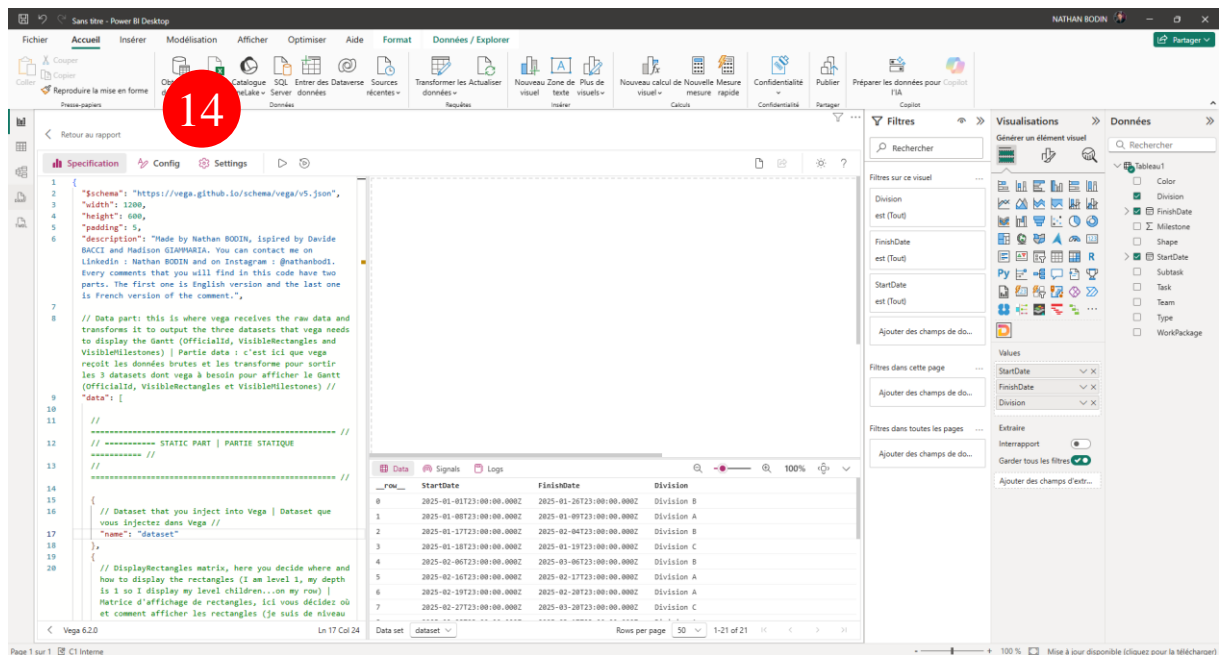 Sans titre - Power BI Desktop
NATHAN BODIN
Fichier Accueil Insérer Modélisation Afficher Optimiser Aide Format Données / Explorer
Partager
Coller
Couper
Copier
Reproduire la mise en forme
Presse-papiers
14
Catalogue
SQL Server
Entrer des données
Dataverse
Sources récentes
Données
Transformer les données
Actualiser
Requêtes
Nouveau visuel
Zone de texte
Plus de visuels
Insérer
Nouveau calcul de visuel
Nouvelle mesure
Mesure rapide
Calculs
Confidentialité
Confidentialité
Publier
Partager
Préparer les données pour l'IA
Copilot
Copilot
Retour au rapport
Specification Config Settings
1 {
2 "$schema": "https://vega.github.io/schema/vega/v5.json",
3 "width": 1200,
4 "height": 600,
5 "padding": 5,
6 "description": "Made by Nathan BODIN, ispired by Davide
BACCI and Madison GIAMMARIA. You can contact me on
Linkedin : Nathan BODIN and on Instagram : @nathanbod1.
Every comments that you will find in this code have two
parts. The first one is English version and the last one
is French version of the comment.",
7
8 // Data part: this is where vega receives the raw data and
transforms it to output the three datasets that vega needs
to display the Gantt (OfficialId, VisibleRectangles and
VisibleMilestones) | Partie data : c'est ici que vega
reçoit les données brutes et les transforme pour sortir
les 3 datasets dont vega à besoin pour afficher le Gantt
(OfficialId, VisibleRectangles et VisibleMilestones) //
9 "data": [
10
11 //
==================================================== //
12 // =========== STATIC PART | PARTIE STATIQUE
=========== //
13 //
==================================================== //
14
15 {
16 // Dataset that you inject into Vega | Dataset que
vous injectez dans Vega //
17 "name": "dataset"
18 },
19 {
20 // DisplayRectangles matrix, here you decide where and
how to display the rectangles (I am level 1, my depth
is 1 so I display my level children...on my row) |
Matrice d'affichage de rectangles, ici vous décidez où
et comment afficher les rectangles (je suis de niveau
Vega 6.2.0
Ln 17 Col 24
Data Signals Logs
100%
__row__ StartDate FinishDate Division
0 2025-01-01T23:00:00.000Z 2025-01-26T23:00:00.000Z Division B
1 2025-01-08T23:00:00.000Z 2025-01-09T23:00:00.000Z Division A
2 2025-01-17T23:00:00.000Z 2025-02-04T23:00:00.000Z Division B
3 2025-01-18T23:00:00.000Z 2025-01-19T23:00:00.000Z Division C
4 2025-02-06T23:00:00.000Z 2025-03-06T23:00:00.000Z Division B
5 2025-02-16T23:00:00.000Z 2025-02-17T23:00:00.000Z Division A
6 2025-02-19T23:00:00.000Z 2025-02-20T23:00:00.000Z Division A
7 2025-02-27T23:00:00.000Z 2025-03-20T23:00:00.000Z Division C
Data set dataset
Rows per page 50 1-21 of 21
Filtres
Rechercher
Filtres sur ce visuel
Division
est (Tout)
FinishDate
est (Tout)
StartDate
est (Tout)
Ajouter des champs de do...
Filtres dans cette page
Ajouter des champs de do...
Filtres dans toutes les pages
Ajouter des champs de do...
Visualisations
Générer un élément visuel
R
Py
Values
StartDate
FinishDate
Division
Extraire
Interrapport
Garder tous les filtres
Ajouter des champs d'extr...
Données
Rechercher
Tableau1
Color
Division
FinishDate
Milestone
Shape
StartDate
Subtask
Task
Team
Type
WorkPackage
Page 1 sur 1
C1 Interne
100 %
Mise à jour disponible (cliquez pour la télécharger)